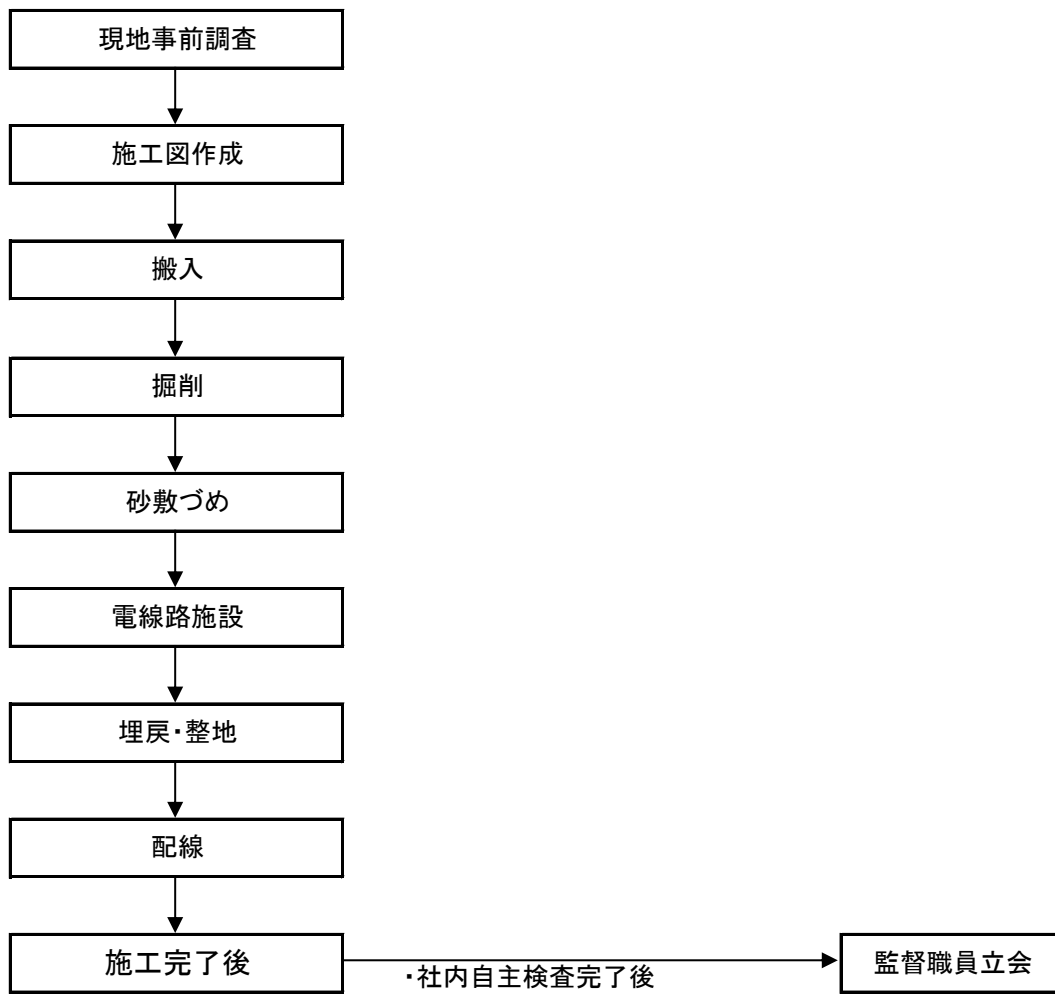 現地事前調査
施工図作成
搬入
掘削
砂敷づめ
電線路施設
埋戻・整地
配線
施工完了後
・社内自主検査完了後
監督職員立会